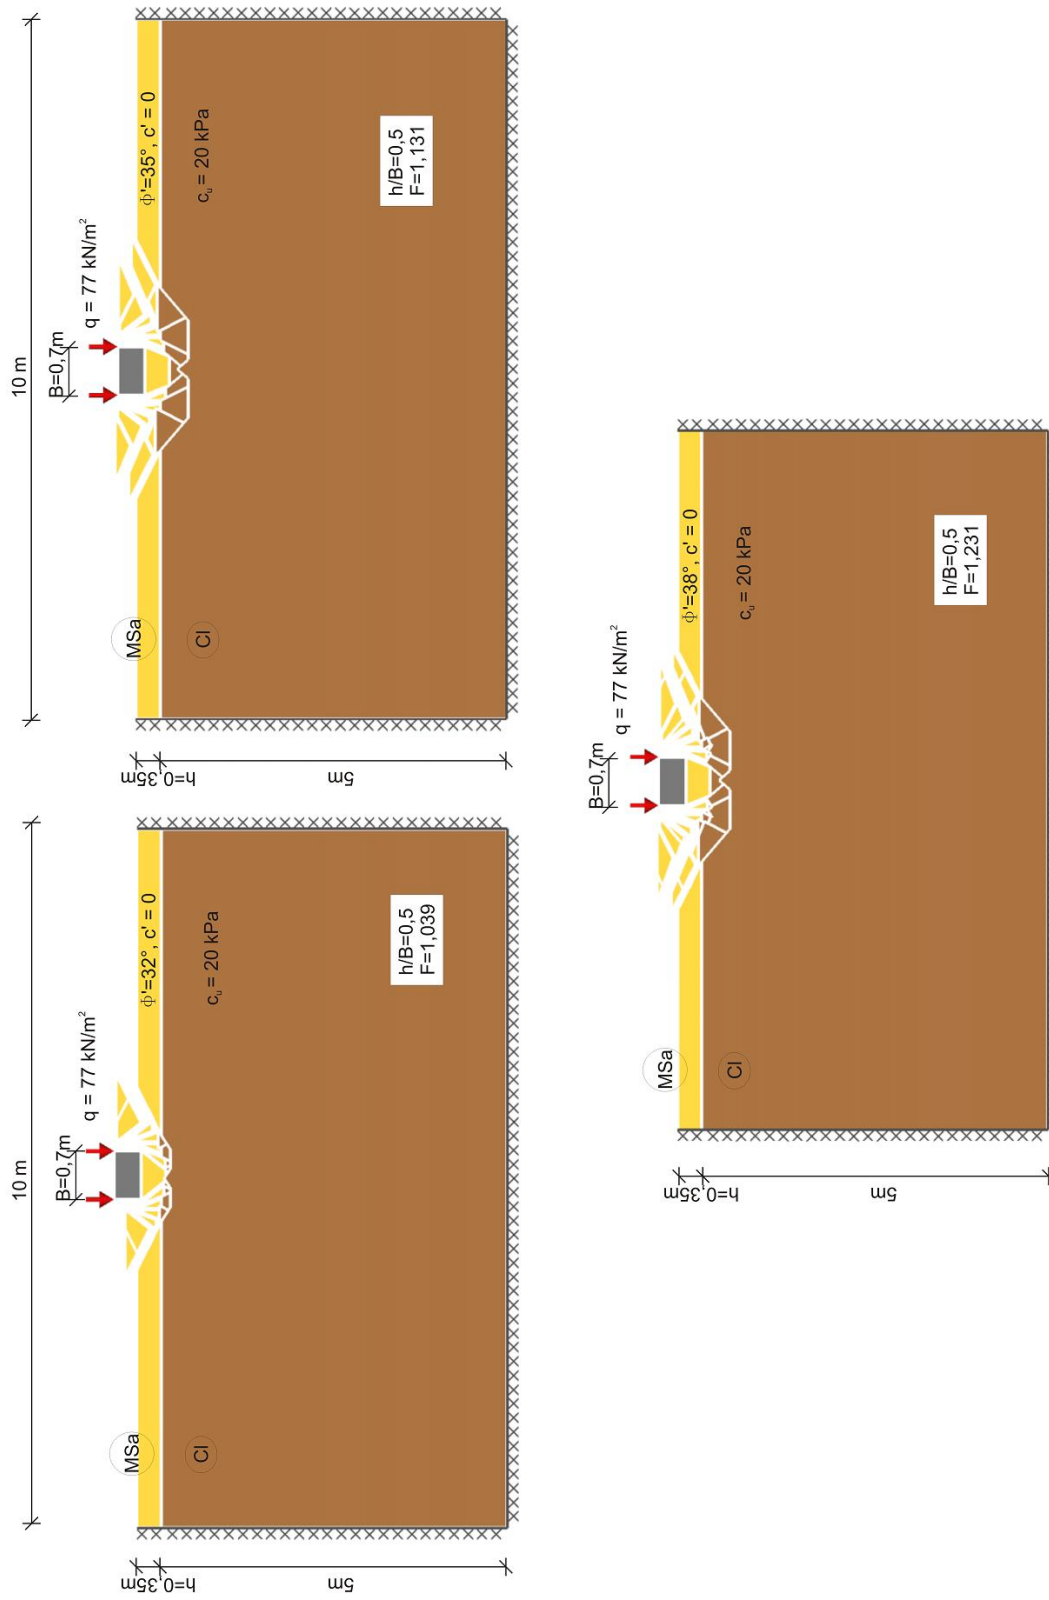 10 m
B=0,7m
q = 77 kN/m²
h=0,35m
MSa
ϕ'=32°, c' = 0
5m
Cl
cᵤ = 20 kPa
h/B=0,5
F=1,039
10 m
B=0,7m
q = 77 kN/m²
h=0,35m
MSa
ϕ'=35°, c' = 0
5m
Cl
cᵤ = 20 kPa
h/B=0,5
F=1,131
B=0,7m
q = 77 kN/m²
h=0,35m
MSa
ϕ'=38°, c' = 0
5m
Cl
cᵤ = 20 kPa
h/B=0,5
F=1,231